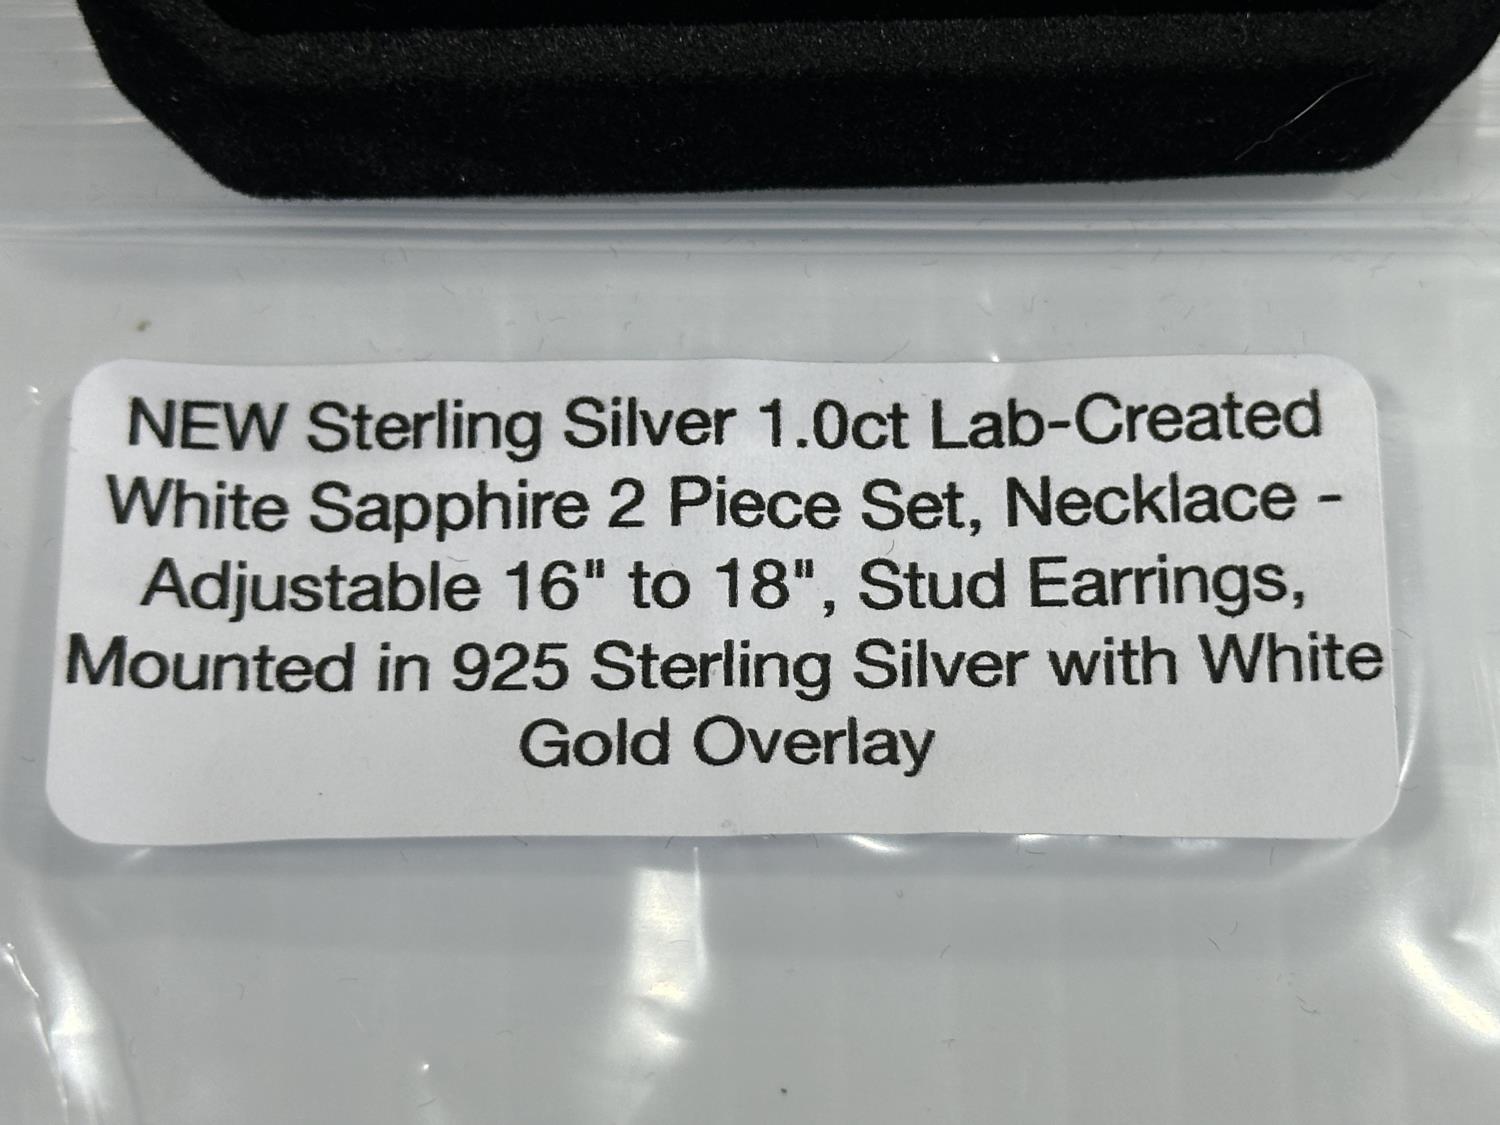 NEW Sterling Silver 1.0ct Lab-Created
White Sapphire 2 Piece Set, Necklace -
Adjustable 16" to 18", Stud Earrings,
Mounted in 925 Sterling Silver with White
Gold Overlay